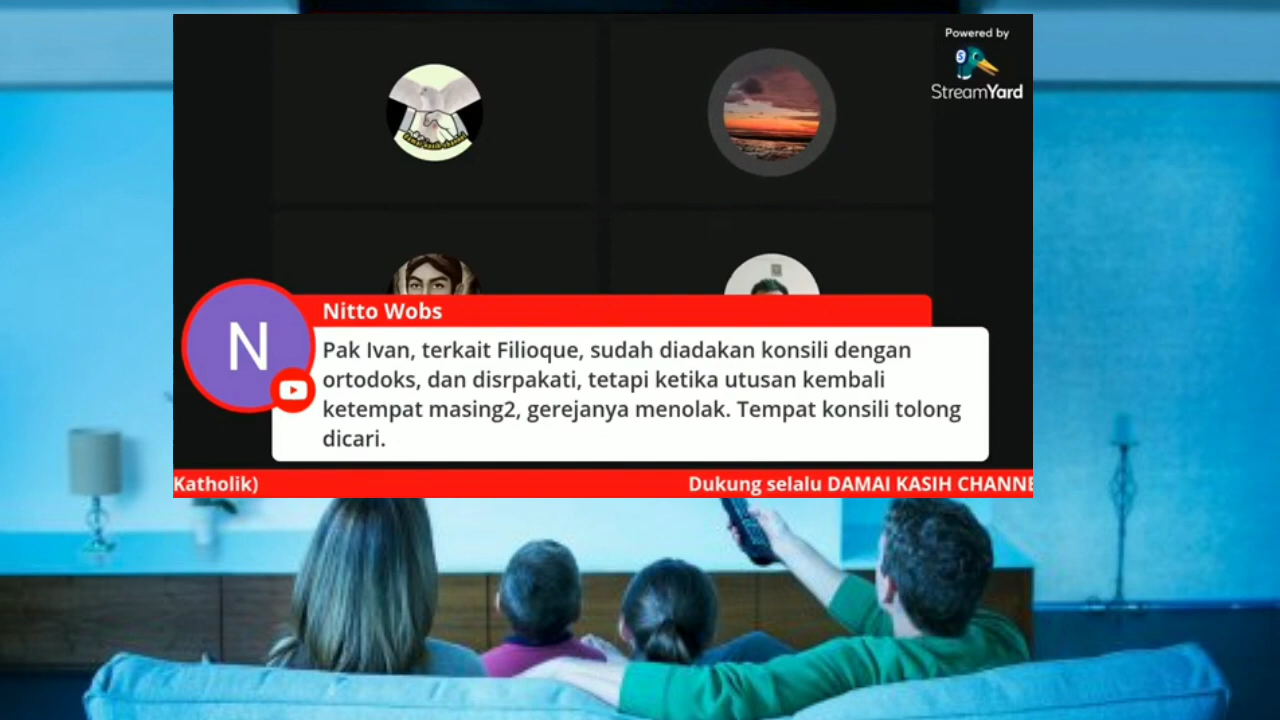 Powered by
S
StreamYard
N
Nitto Wobs
Pak Ivan, terkait Filioque, sudah diadakan konsili dengan
ortodoks, dan disrpakati, tetapi ketika utusan kembali
ketempat masing2, gerejanya menolak. Tempat konsili tolong
dicari.
Katholik)
Dukung selalu DAMAI KASIH CHANNE